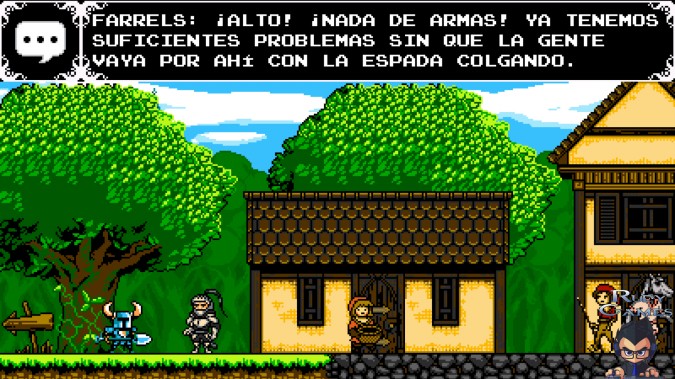 FARRELS: ¡ALTO! ¡NADA DE ARMAS! YA TENEMOS
SUFICIENTES PROBLEMAS SIN QUE LA GENTE
VAYA POR AHÍ CON LA ESPADA COLGANDO.